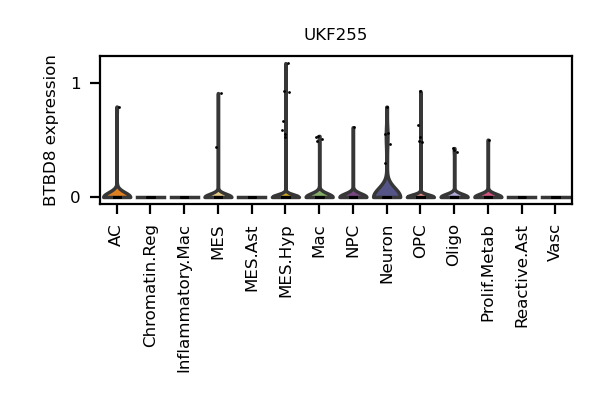 UKF255
BTBD8 expression
1
0
AC
Chromatin.Reg
Inflammatory.Mac
MES
MES.Ast
MES.Hyp
Mac
NPC
Neuron
OPC
Oligo
Prolif.Metab
Reactive.Ast
Vasc